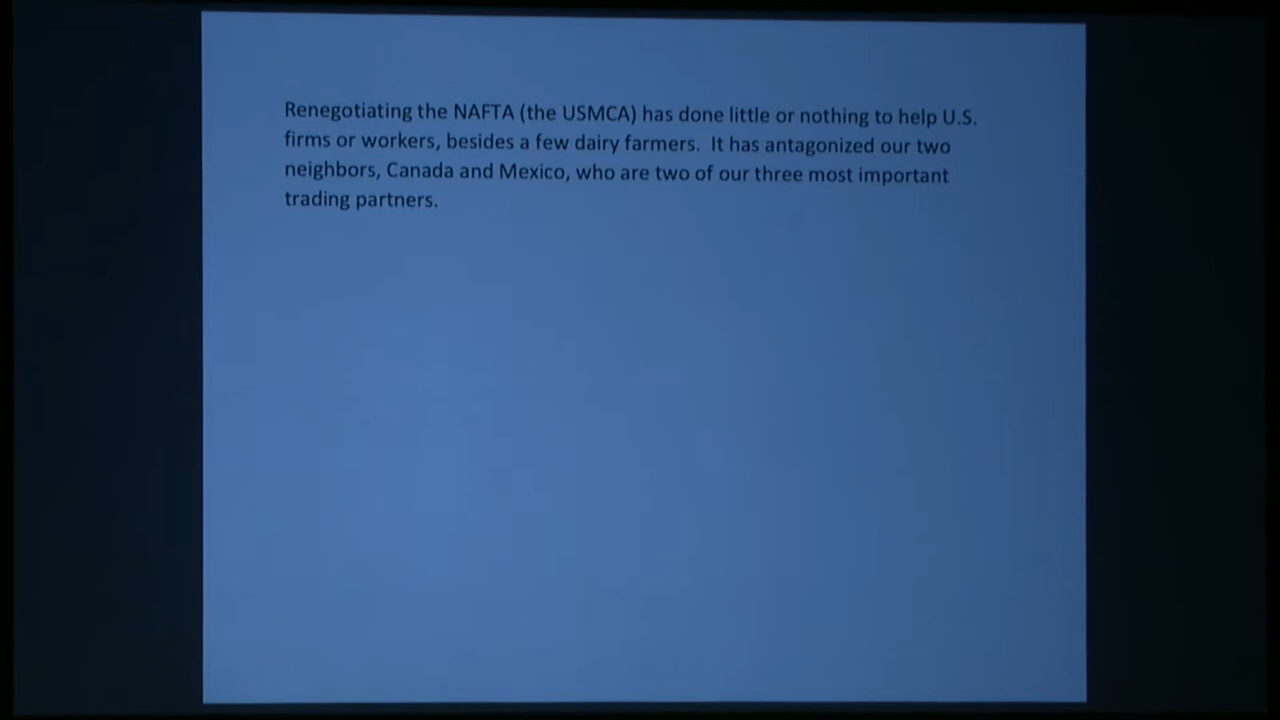 Renegotiating the NAFTA (the USMCA) has done little or nothing to help U.S.
firms or workers, besides a few dairy farmers.  It has antagonized our two
neighbors, Canada and Mexico, who are two of our three most important
trading partners.